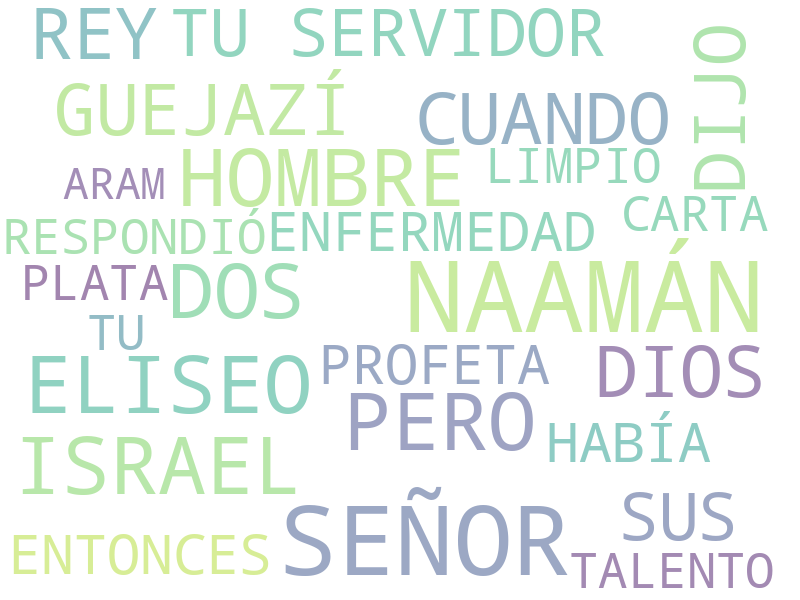 REY TU SERVIDOR
DIJO
GUEJAZÍ CUANDO
ARAM HOMBRE LIMPIO
RESPONDIÓ ENFERMEDAD CARTA
PLATA DOS NAAMÁN
TU
ELISEO PROFETA DIOS
PERO
ISRAEL HABÍA
SEÑOR SUS
ENTONCES TALENTO